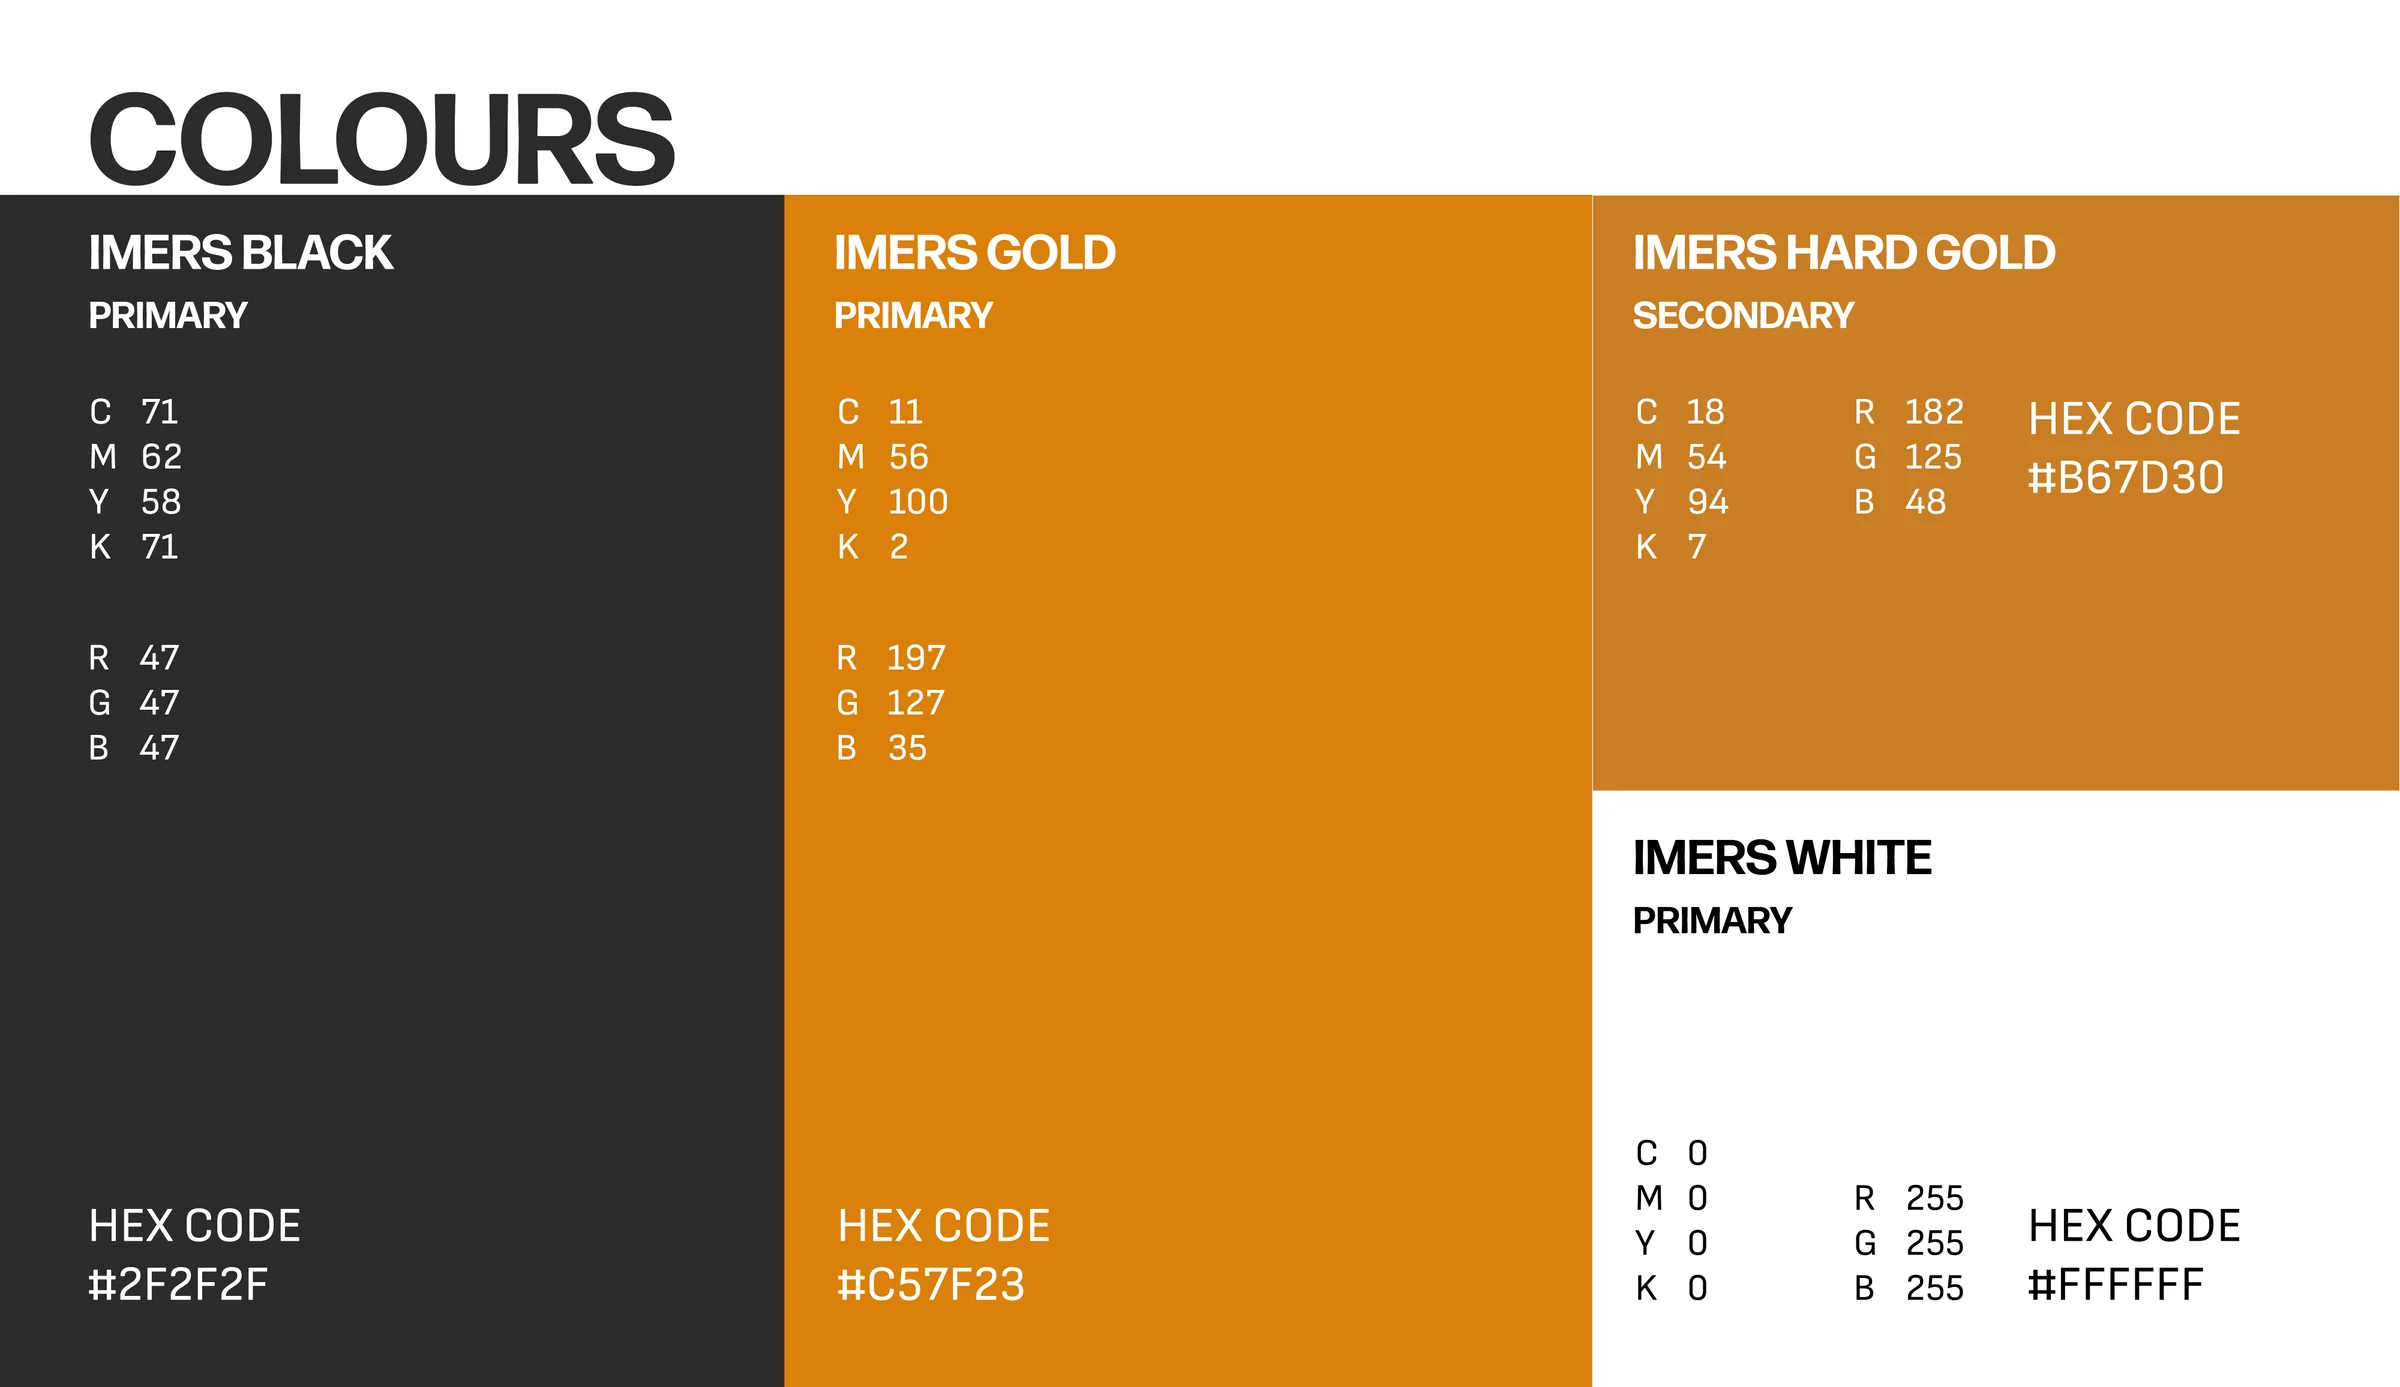 COLOURS
IMERS BLACK
PRIMARY
C 71
M 62
Y 58
K 71
R 47
G 47
B 47
HEX CODE
#2F2F2F
IMERS GOLD
PRIMARY
C 11
M 56
Y 100
K 2
R 197
G 127
B 35
HEX CODE
#C57F23
IMERS HARD GOLD
SECONDARY
C 18
M 54
Y 94
K 7
R 182
G 125
B 48
HEX CODE
#B67D30
IMERS WHITE
PRIMARY
C 0
M 0
Y 0
K 0
R 255
G 255
B 255
HEX CODE
#FFFFFF